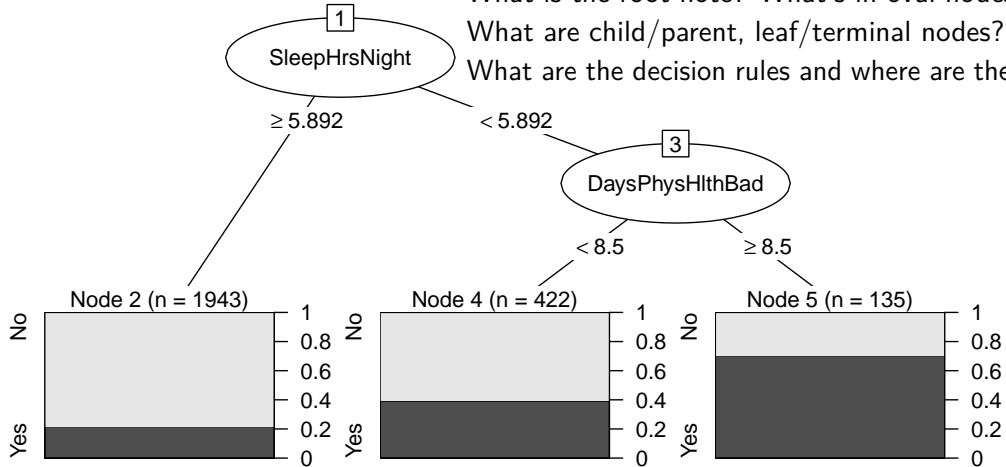 What is the root note? What's in oval node
What are child/parent, leaf/terminal nodes?
What are the decision rules and where are the
1
SleepHrsNight
≥ 5.892
< 5.892
3
DaysPhysHlthBad
< 8.5
≥ 8.5
Node 2 (n = 1943)
No
Yes
1
0.8
0.6
0.4
0.2
0
Node 4 (n = 422)
No
Yes
1
0.8
0.6
0.4
0.2
0
Node 5 (n = 135)
No
Yes
1
0.8
0.6
0.4
0.2
0